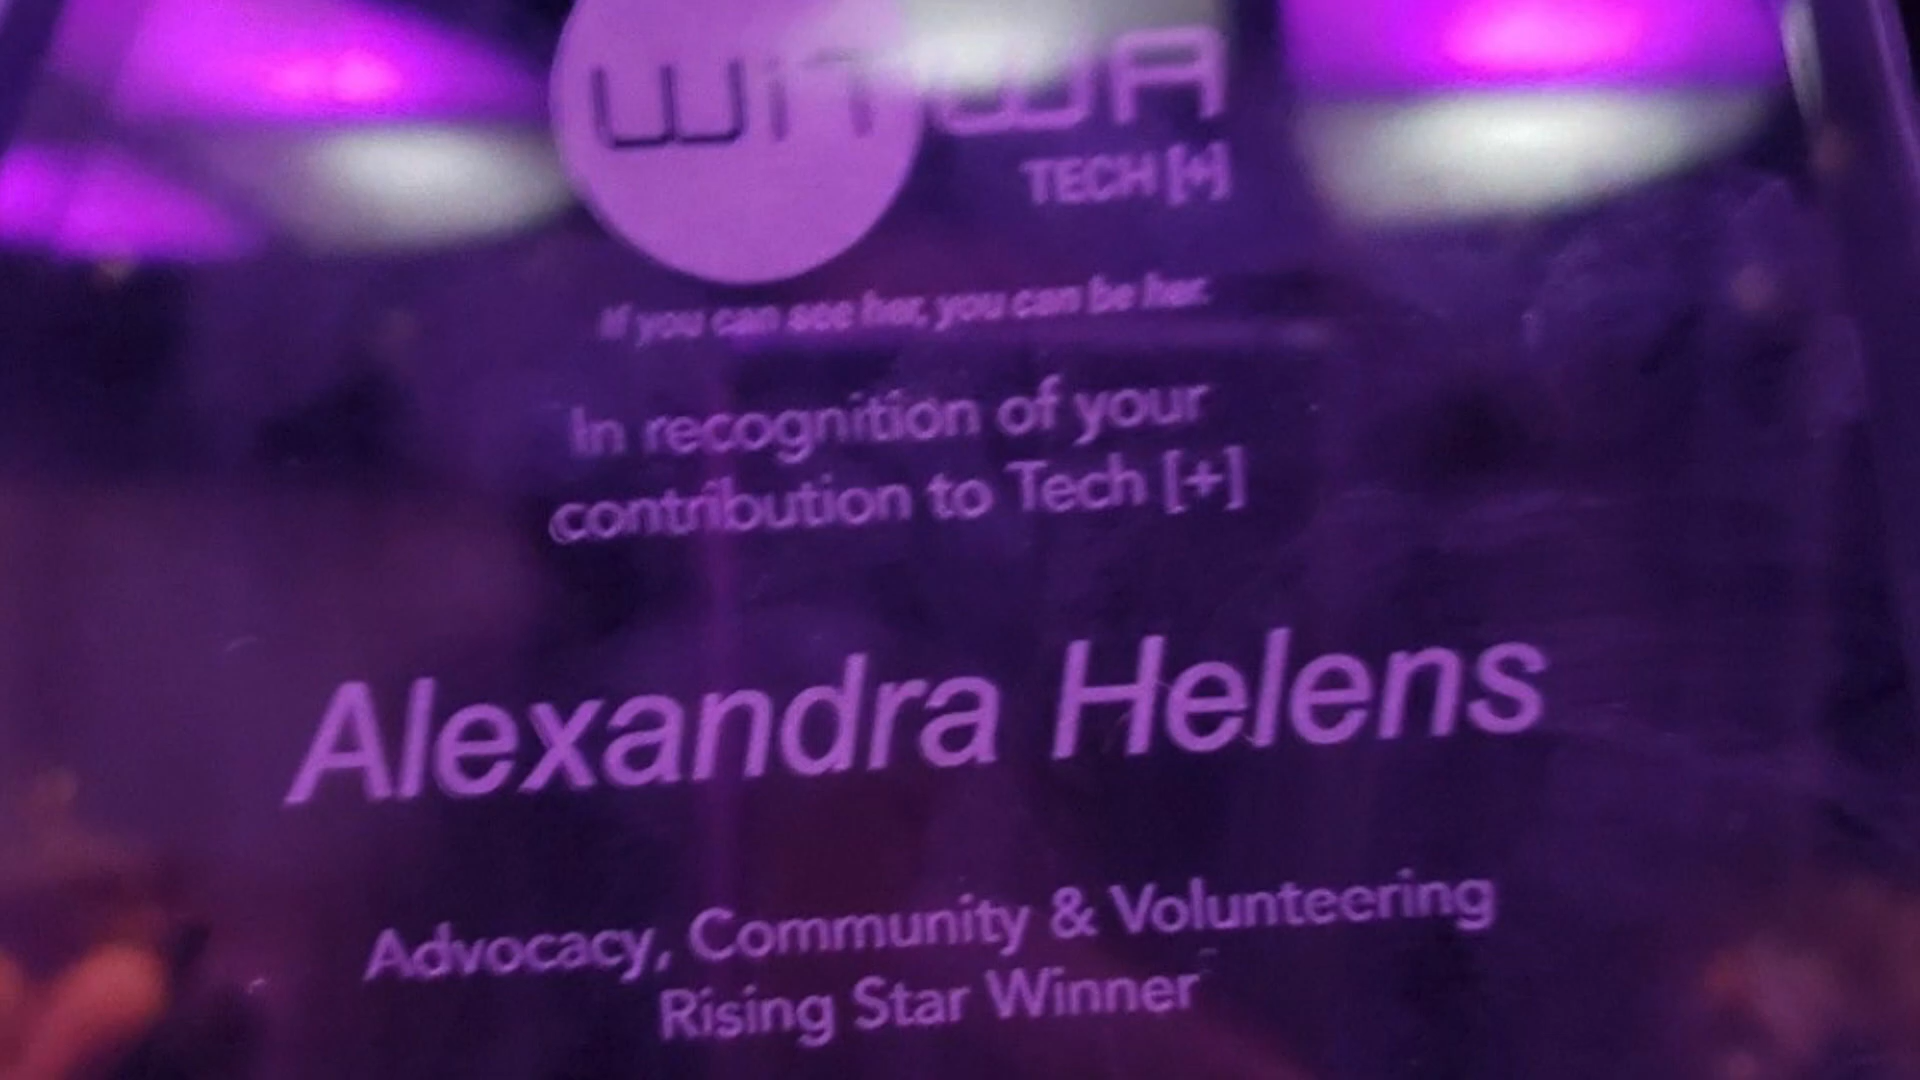 WiTWA
TECH [+]
If you can see her, you can be her.
In recognition of your
contribution to Tech [+]
Alexandra Helens
Advocacy, Community & Volunteering
Rising Star Winner